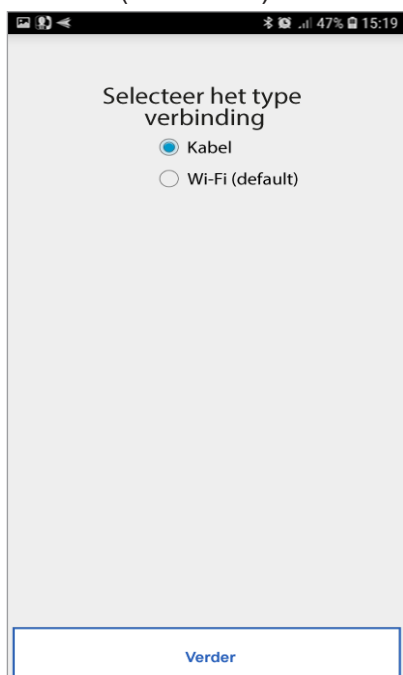 47% 15:19
Selecteer het type
verbinding
Kabel
Wi-Fi (default)
Verder